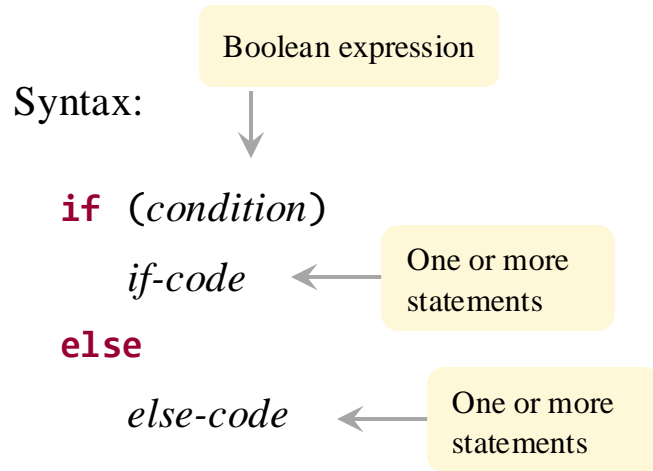 Boolean expression
Syntax:
if (condition)
if-code
One or more
statements
else
else-code
One or more
statements